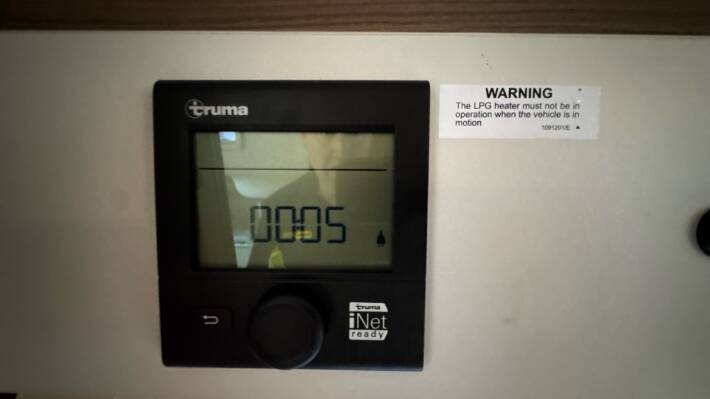 truma
WARNING
The LPG heater must not be in
operation when the vehicle is in
motion
1091201/E
0005
truma
iNet
ready